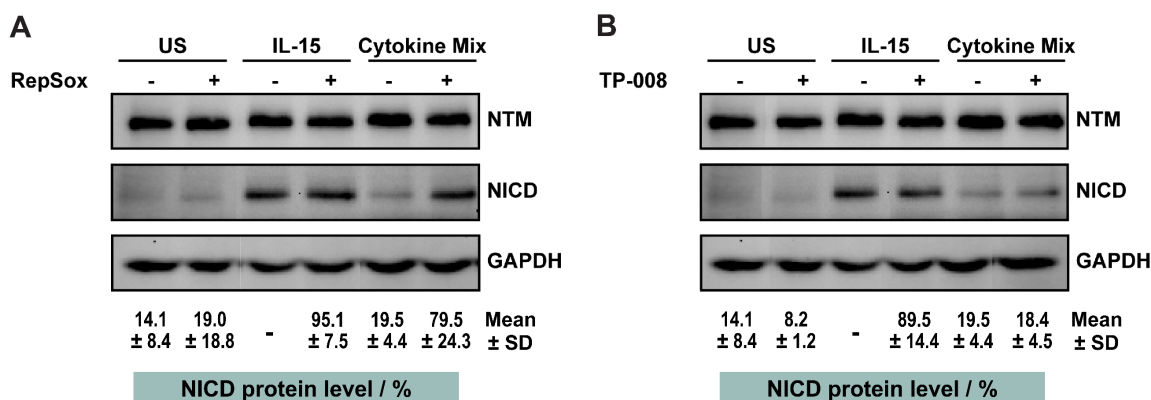 A
US IL-15 Cytokine Mix
RepSox - + - + - +
NTM
NICD
GAPDH
14.1 19.0 - 95.1 19.5 79.5 Mean
± 8.4 ± 18.8 ± 7.5 ± 4.4 ± 24.3 ± SD
NICD protein level / %
B
US IL-15 Cytokine Mix
TP-008 - + - + - +
NTM
NICD
GAPDH
14.1 8.2 - 89.5 19.5 18.4 Mean
± 8.4 ± 1.2 ± 14.4 ± 4.4 ± 4.5 ± SD
NICD protein level / %